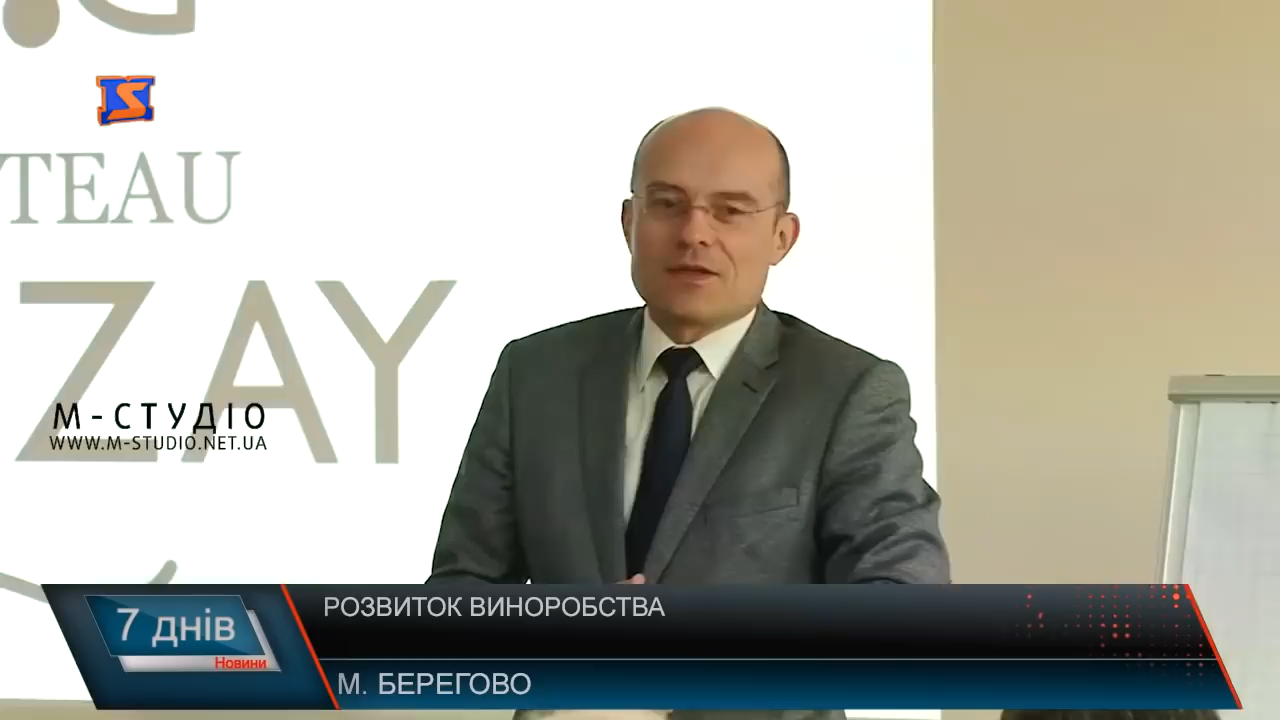 TEAU
ZAY
М-СТУДІО
WWW.M-STUDIO.NET.UA
7 днів
Новини
РОЗВИТОК ВИНОРОБСТВА
М. БЕРЕГОВО